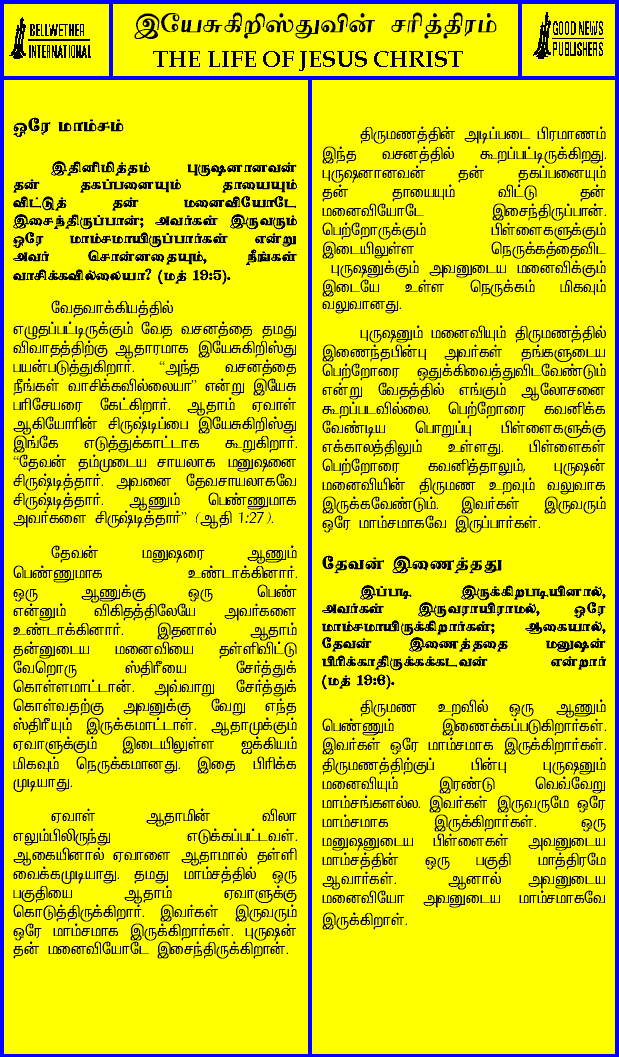 BELLWETHER
INTERNATIONAL
இயேசுகிறிஸ்துவின் சரித்திரம்
THE LIFE OF JESUS CHRIST
GOOD NEWS
PUBLISHERS
ஒரே மாம்சம்
இதினிமித்தம் புருஷனானவன்
தன் தகப்பனையும் தாயையும்
விட்டுத் தன் மனைவியோடே
இசைந்திருப்பான்; அவர்கள் இருவரும்
ஒரே மாம்சமாயிருப்பார்கள் என்று
அவர் சொன்னதையும், நீங்கள்
வாசிக்கவில்லையா? (மத் 19:5).
வேதவாக்கியத்தில்
எழுதப்பட்டிருக்கும் வேத வசனத்தை தமது
விவாதத்திற்கு ஆதாரமாக இயேசுகிறிஸ்து
பயன்படுத்துகிறார். “அந்த வசனத்தை
நீங்கள் வாசிக்கவில்லையா” என்று இயேசு
பரிசேயரை கேட்கிறார். ஆதாம் ஏவாள்
ஆகியோரின் சிருஷ்டிப்பை இயேசுகிறிஸ்து
இங்கே எடுத்துக்காட்டாக கூறுகிறார்.
“தேவன் தம்முடைய சாயலாக மனுஷனை
சிருஷ்டித்தார். அவனை தேவசாயலாகவே
சிருஷ்டித்தார். ஆணும் பெண்ணுமாக
அவர்களை சிருஷ்டித்தார்” (ஆதி 1:27).
தேவன் மனுஷரை ஆணும்
பெண்ணுமாக உண்டாக்கினார்.
ஒரு ஆணுக்கு ஒரு பெண்
என்னும் விகிதத்திலேயே அவர்களை
உண்டாக்கினார். இதனால் ஆதாம்
தன்னுடைய மனைவியை தள்ளிவிட்டு
வேறொரு ஸ்திரீயை சேர்த்துக்
கொள்ளமாட்டான். அவ்வாறு சேர்த்துக்
கொள்வதற்கு அவனுக்கு வேறு எந்த
ஸ்திரீயும் இருக்கமாட்டாள். ஆதாமுக்கும்
ஏவாளுக்கும் இடையிலுள்ள ஐக்கியம்
மிகவும் நெருக்கமானது. இதை பிரிக்க
முடியாது.
ஏவாள் ஆதாமின் விலா
எலும்பிலிருந்து எடுக்கப்பட்டவள்.
ஆகையினால் ஏவாளை ஆதாமால் தள்ளி
வைக்கமுடியாது. தமது மாம்சத்தில் ஒரு
பகுதியை ஆதாம் ஏவாளுக்கு
கொடுத்திருக்கிறார். இவர்கள் இருவரும்
ஒரே மாம்சமாக இருக்கிறார்கள். புருஷன்
தன் மனைவியோடே இசைந்திருக்கிறான்.
திருமணத்தின் அடிப்படை பிரமாணம்
இந்த வசனத்தில் கூறப்பட்டிருக்கிறது.
புருஷனானவன் தன் தகப்பனையும்
தன் தாயையும் விட்டு தன்
மனைவியோடே இசைந்திருப்பான்.
பெற்றோருக்கும் பிள்ளைகளுக்கும்
இடையிலுள்ள நெருக்கத்தைவிட
புருஷனுக்கும் அவனுடைய மனைவிக்கும்
இடையே உள்ள நெருக்கம் மிகவும்
வலுவானது.
புருஷனும் மனைவியும் திருமணத்தில்
இணைந்தபின்பு அவர்கள் தங்களுடைய
பெற்றோரை ஒதுக்கிவைத்துவிடவேண்டும்
என்று வேதத்தில் எங்கும் ஆலோசனை
கூறப்படவில்லை. பெற்றோரை கவனிக்க
வேண்டிய பொறுப்பு பிள்ளைகளுக்கு
எக்காலத்திலும் உள்ளது. பிள்ளைகள்
பெற்றோரை கவனித்தாலும், புருஷன்
மனைவியின் திருமண உறவும் வலுவாக
இருக்கவேண்டும். இவர்கள் இருவரும்
ஒரே மாம்சமாகவே இருப்பார்கள்.
தேவன் இணைத்தது
இப்படி இருக்கிறபடியினால்,
அவர்கள் இருவராயிராமல், ஒரே
மாம்சமாயிருக்கிறார்கள்; ஆகையால்,
தேவன் இணைத்ததை மனுஷன்
பிரிக்காதிருக்கக்கடவன் என்றார்
(மத் 19:6).
திருமண உறவில் ஒரு ஆணும்
பெண்ணும் இணைக்கப்படுகிறார்கள்.
இவர்கள் ஒரே மாம்சமாக இருக்கிறார்கள்.
திருமணத்திற்குப் பின்பு புருஷனும்
மனைவியும் இரண்டு வெவ்வேறு
மாம்சங்களல்ல. இவர்கள் இருவருமே ஒரே
மாம்சமாக இருக்கிறார்கள். ஒரு
மனுஷனுடைய பிள்ளைகள் அவனுடைய
மாம்சத்தின் ஒரு பகுதி மாத்திரமே
ஆவார்கள். ஆனால் அவனுடைய
மனைவியோ அவனுடைய மாம்சமாகவே
இருக்கிறாள்.